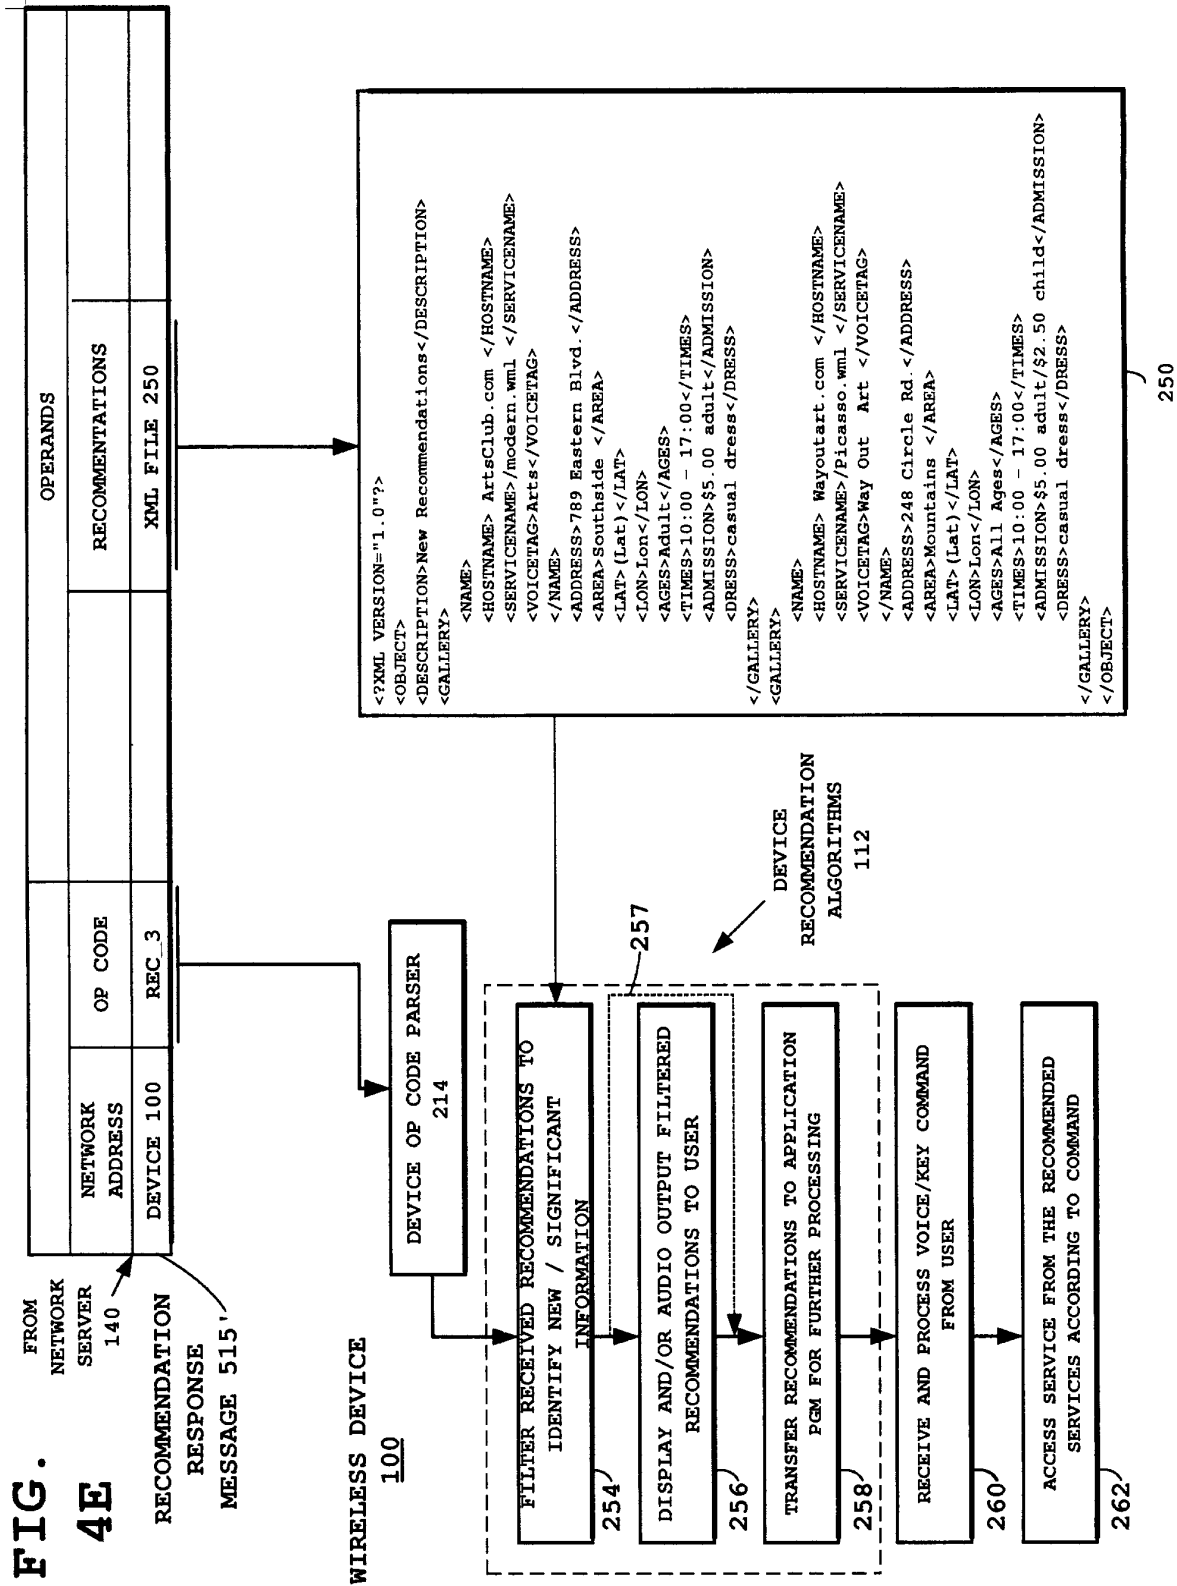 FIG.
4E
FROM
NETWORK
SERVER
140
RECOMMENDATION
RESPONSE
MESSAGE 515'
OPERANDS
NETWORK
ADDRESS
OP CODE
RECOMMENTATIONS
DEVICE 100
REC_3
XML FILE 250
WIRELESS DEVICE
100
DEVICE OP CODE PARSER
214
FILTER RECEIVED RECOMMENDATIONS TO
IDENTIFY NEW / SIGNIFICANT
INFORMATION
254
DISPLAY AND/OR AUDIO OUTPUT FILTERED
RECOMMENDATIONS TO USER
256
257
TRANSFER RECOMMENDATIONS TO APPLICATION
PGM FOR FURTHER PROCESSING
258
RECEIVE AND PROCESS VOICE/KEY COMMAND
FROM USER
260
ACCESS SERVICE FROM THE RECOMMENDED
SERVICES ACCORDING TO COMMAND
262
DEVICE
RECOMMENDATION
ALGORITHMS
112
<?XML VERSION="1.0"?>
<OBJECT>
<DESCRIPTION>New Recommendations</DESCRIPTION>
<GALLERY>
<NAME>
<HOSTNAME> ArtsClub.com </HOSTNAME>
<SERVICENAME>/modern.wml </SERVICENAME>
<VOICETAG>Arts</VOICETAG>
</NAME>
<ADDRESS>789 Eastern Blvd.</ADDRESS>
<AREA>Southside </AREA>
<LAT>(Lat)</LAT>
<LON>Lon</LON>
<AGES>Adult</AGES>
<TIMES>10:00 - 17:00</TIMES>
<ADMISSION>$5.00 adult</ADMISSION>
<DRESS>casual dress</DRESS>
</GALLERY>
<GALLERY>
<NAME>
<HOSTNAME> Wayoutart.com </HOSTNAME>
<SERVICENAME>/Picasso.wml </SERVICENAME>
<VOICETAG>Way Out Art </VOICETAG>
</NAME>
<ADDRESS>248 Circle Rd.</ADDRESS>
<AREA>Mountains </AREA>
<LAT>(Lat)</LAT>
<LON>Lon</LON>
<AGES>All Ages</AGES>
<TIMES>10:00 - 17:00</TIMES>
<ADMISSION>$5.00 adult/$2.50 child</ADMISSION>
<DRESS>casual dress</DRESS>
</GALLERY>
</OBJECT>
250